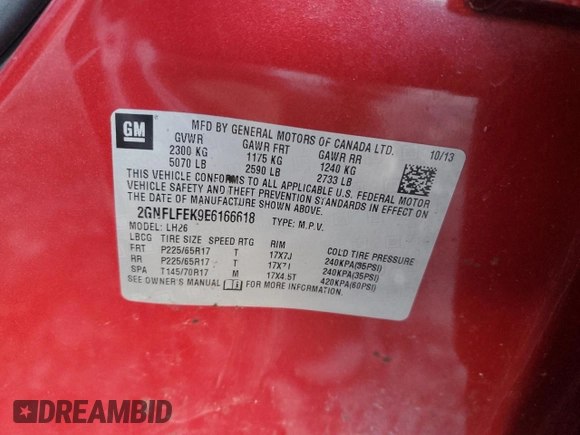 GM
MFD BY GENERAL MOTORS OF CANADA LTD. 10/13
GVWR GAWR FRT GAWR RR
2300 KG 1175 KG 1240 KG
5070 LB 2590 LB 2733 LB
THIS VEHICLE CONFORMS TO ALL APPLICABLE U.S. FEDERAL MOTOR
VEHICLE SAFETY AND THEFT PREVENTION STANDARDS IN EFFECT ON
THE DATE OF MANUFACTURE SHOWN ABOVE.
2GNFLFEK9E6166618 TYPE: M.P.V.
MODEL: LH26
LBCG TIRE SIZE SPEED RTG RIM COLD TIRE PRESSURE
FRT P225/65R17 T 17X7J 240KPA(35PSI)
RR P225/65R17 T 17X7J 240KPA(35PSI)
SPA T145/70R17 M 17X4.5T 420KPA(60PSI)
SEE OWNER'S MANUAL FOR MORE INFORMATION.
DREAMBID